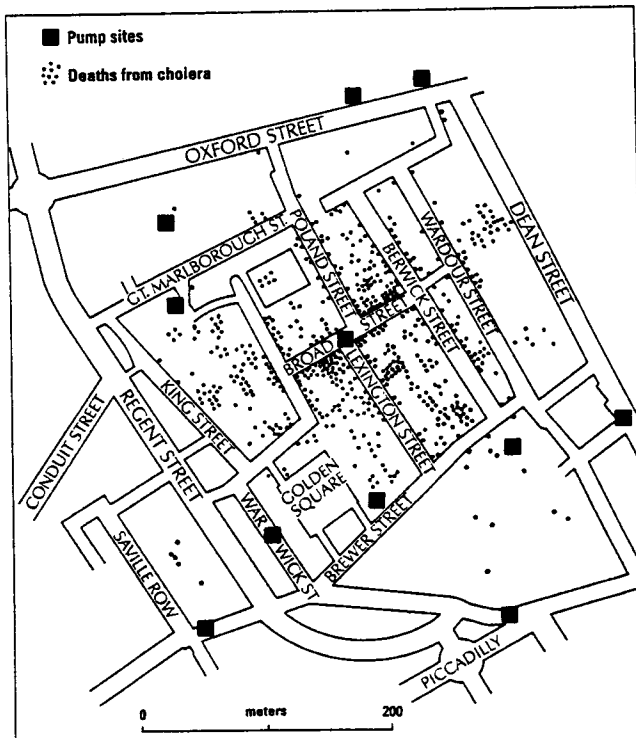 Pump sites
Deaths from cholera
OXFORD STREET
GT. MARLBOROUGH ST.
POLAND STREET
BERWICK STREET
WARDOUR STREET
DEAN STREET
BROAD STREET
LEXINGTON STREET
KING STREET
REGENT STREET
CONDUIT STREET
GOLDEN
SQUARE
WARWICK ST
BREWER STREET
SAVILLE ROW
PICCADILLY
0 meters 200